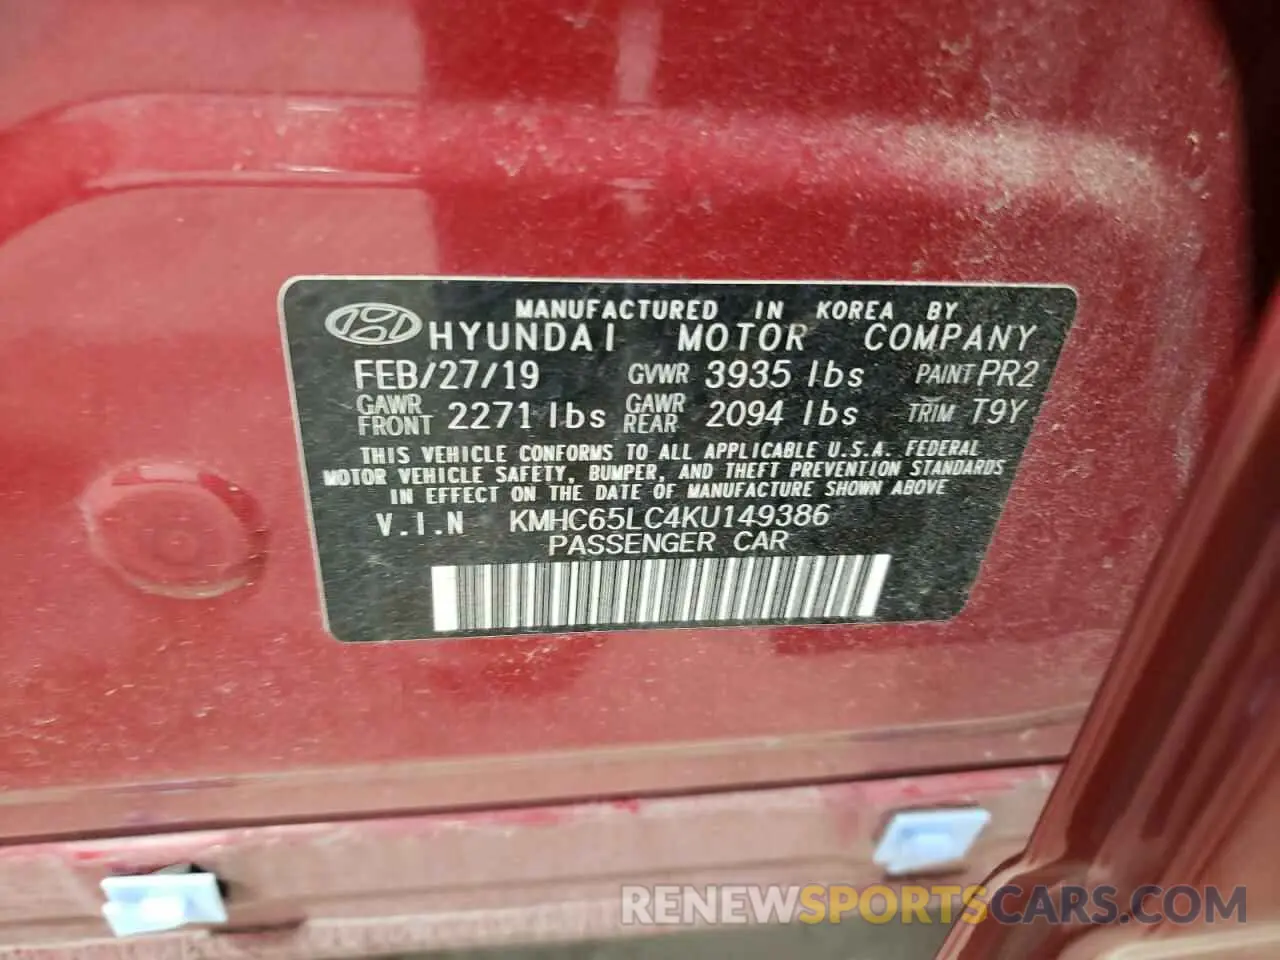 MANUFACTURED IN KOREA BY
HYUNDAI MOTOR COMPANY
FEB/27/19 GVWR 3935 lbs PAINT PR2
GAWR FRONT 2271 lbs GAWR REAR 2094 lbs TRIM T9Y
THIS VEHICLE CONFORMS TO ALL APPLICABLE U.S.A. FEDERAL
MOTOR VEHICLE SAFETY, BUMPER, AND THEFT PREVENTION STANDARDS
IN EFFECT ON THE DATE OF MANUFACTURE SHOWN ABOVE
V.I.N KMHC65LC4KU149386
PASSENGER CAR
RENEWSPORTSCARS.COM